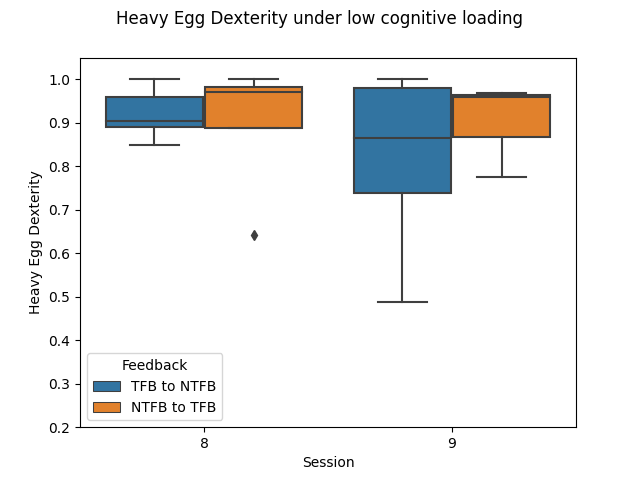 Heavy Egg Dexterity under low cognitive loading
1.0
0.9
0.8
0.7
0.6
0.5
0.4
0.3
0.2
Heavy Egg Dexterity
Feedback
TFB to NTFB
NTFB to TFB
8
9
Session